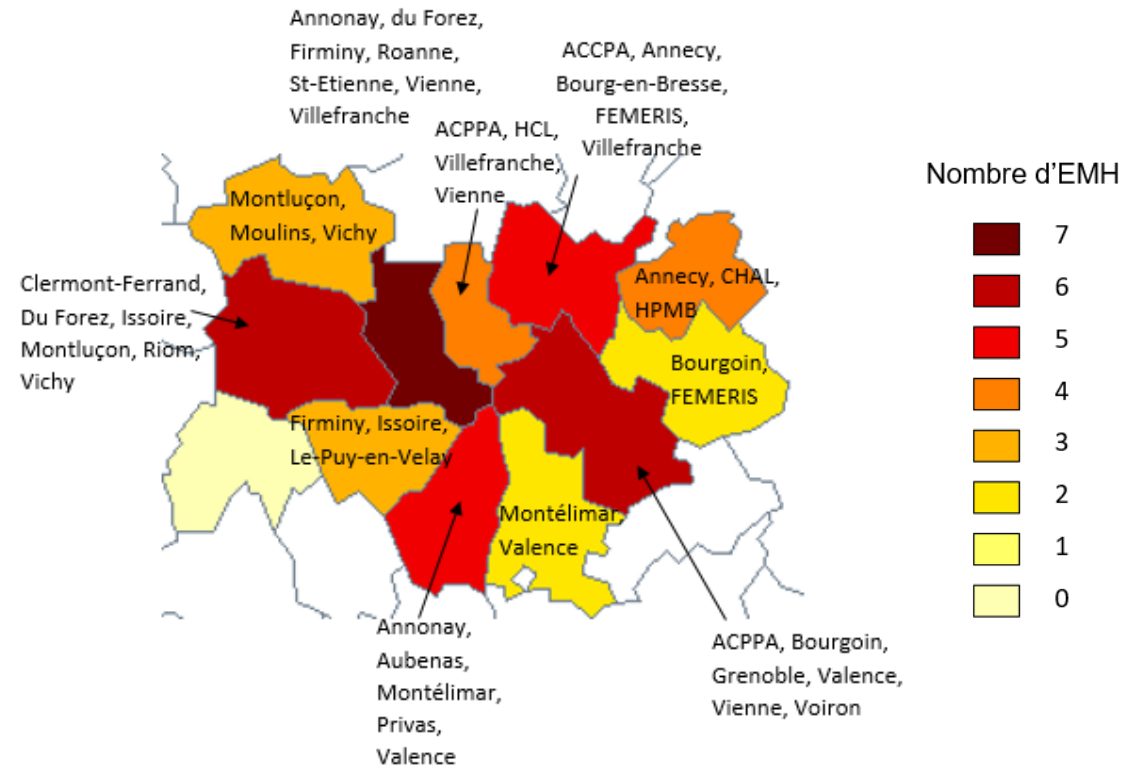 Annonay, du Forez,
Firminy, Roanne,
St-Etienne, Vienne,
Villefranche
ACCPA, Annecy,
Bourg-en-Bresse,
FEMERIS,
Villefranche
ACPPA, HCL,
Villefranche,
Vienne
Montluçon,
Moulins, Vichy
Clermont-Ferrand,
Du Forez, Issoire,
Montluçon, Riom,
Vichy
Annecy, CHAL,
HPMB
Bourgoin,
FEMERIS
Firminy, Issoire,
Le-Puy-en-Velay
Montélimar,
Valence
Annonay,
Aubenas,
Montélimar,
Privas,
Valence
ACPPA, Bourgoin,
Grenoble, Valence,
Vienne, Voiron
Nombre d’EMH
7
6
5
4
3
2
1
0